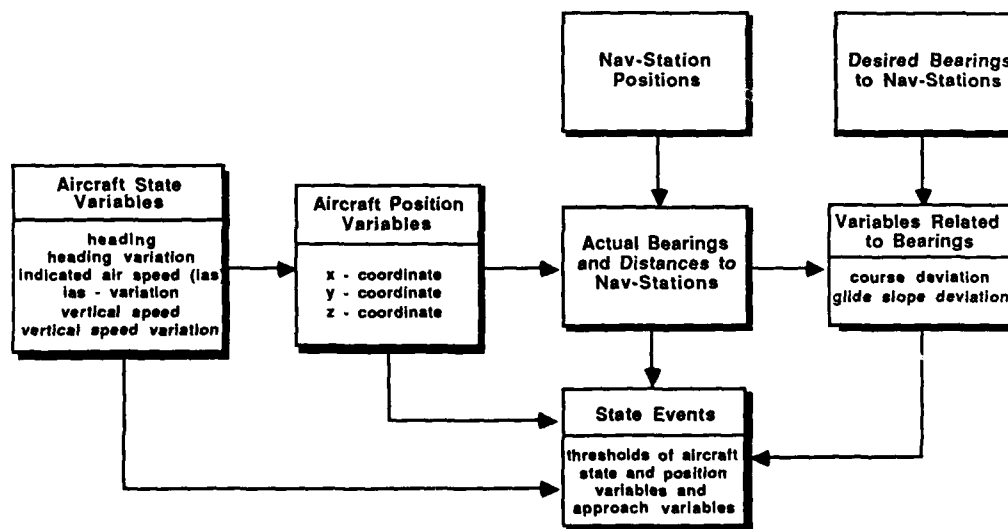 Nav-Station
Positions
Desired Bearings
to Nav-Stations
Aircraft State
Variables
heading
heading variation
indicated air speed (ias)
ias - variation
vertical speed
vertical speed variation
Aircraft Position
Variables
x - coordinate
y - coordinate
z - coordinate
Actual Bearings
and Distances to
Nav-Stations
Variables Related
to Bearings
course deviation
glide slope deviation
State Events
thresholds of aircraft
state and position
variables and
approach variables